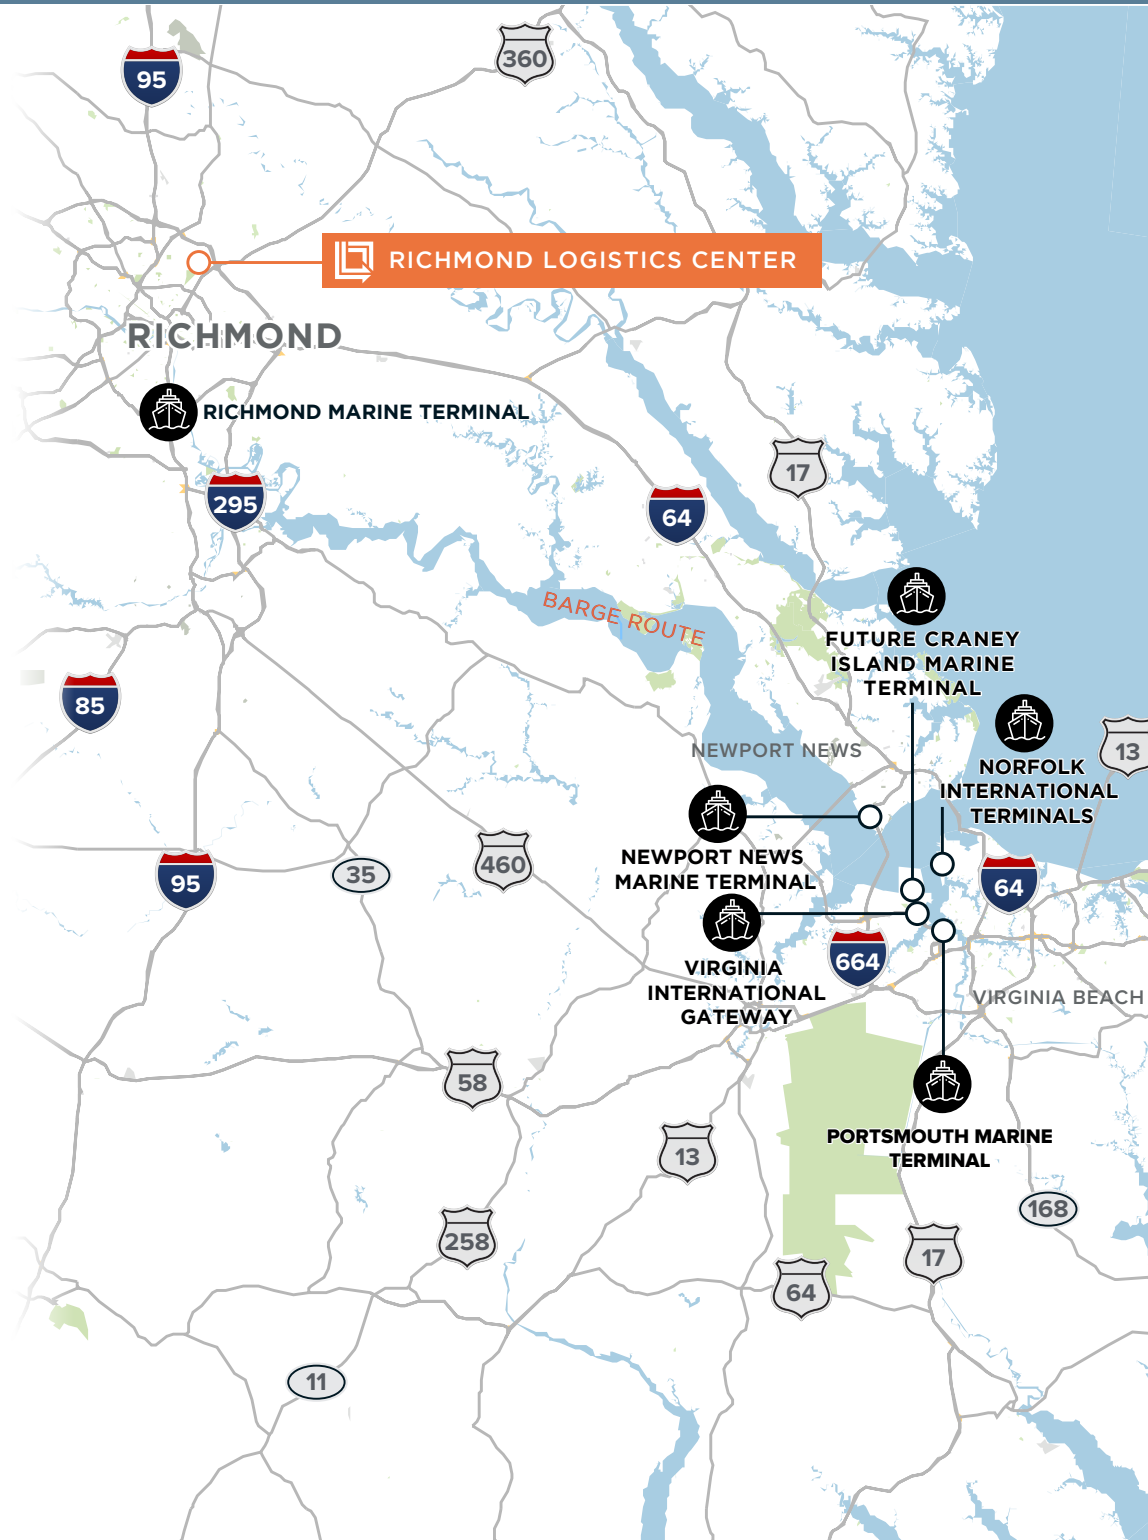 360
95
RICHMOND LOGISTICS CENTER
RICHMOND
RICHMOND MARINE TERMINAL
17
295
64
BARGE ROUTE
FUTURE CRANEY
ISLAND MARINE
TERMINAL
85
NEWPORT NEWS
13
NORFOLK
INTERNATIONAL
TERMINALS
NEWPORT NEWS
MARINE TERMINAL
460
35
95
64
664
VIRGINIA
INTERNATIONAL
GATEWAY
VIRGINIA BEACH
58
PORTSMOUTH MARINE
TERMINAL
13
168
258
17
64
11